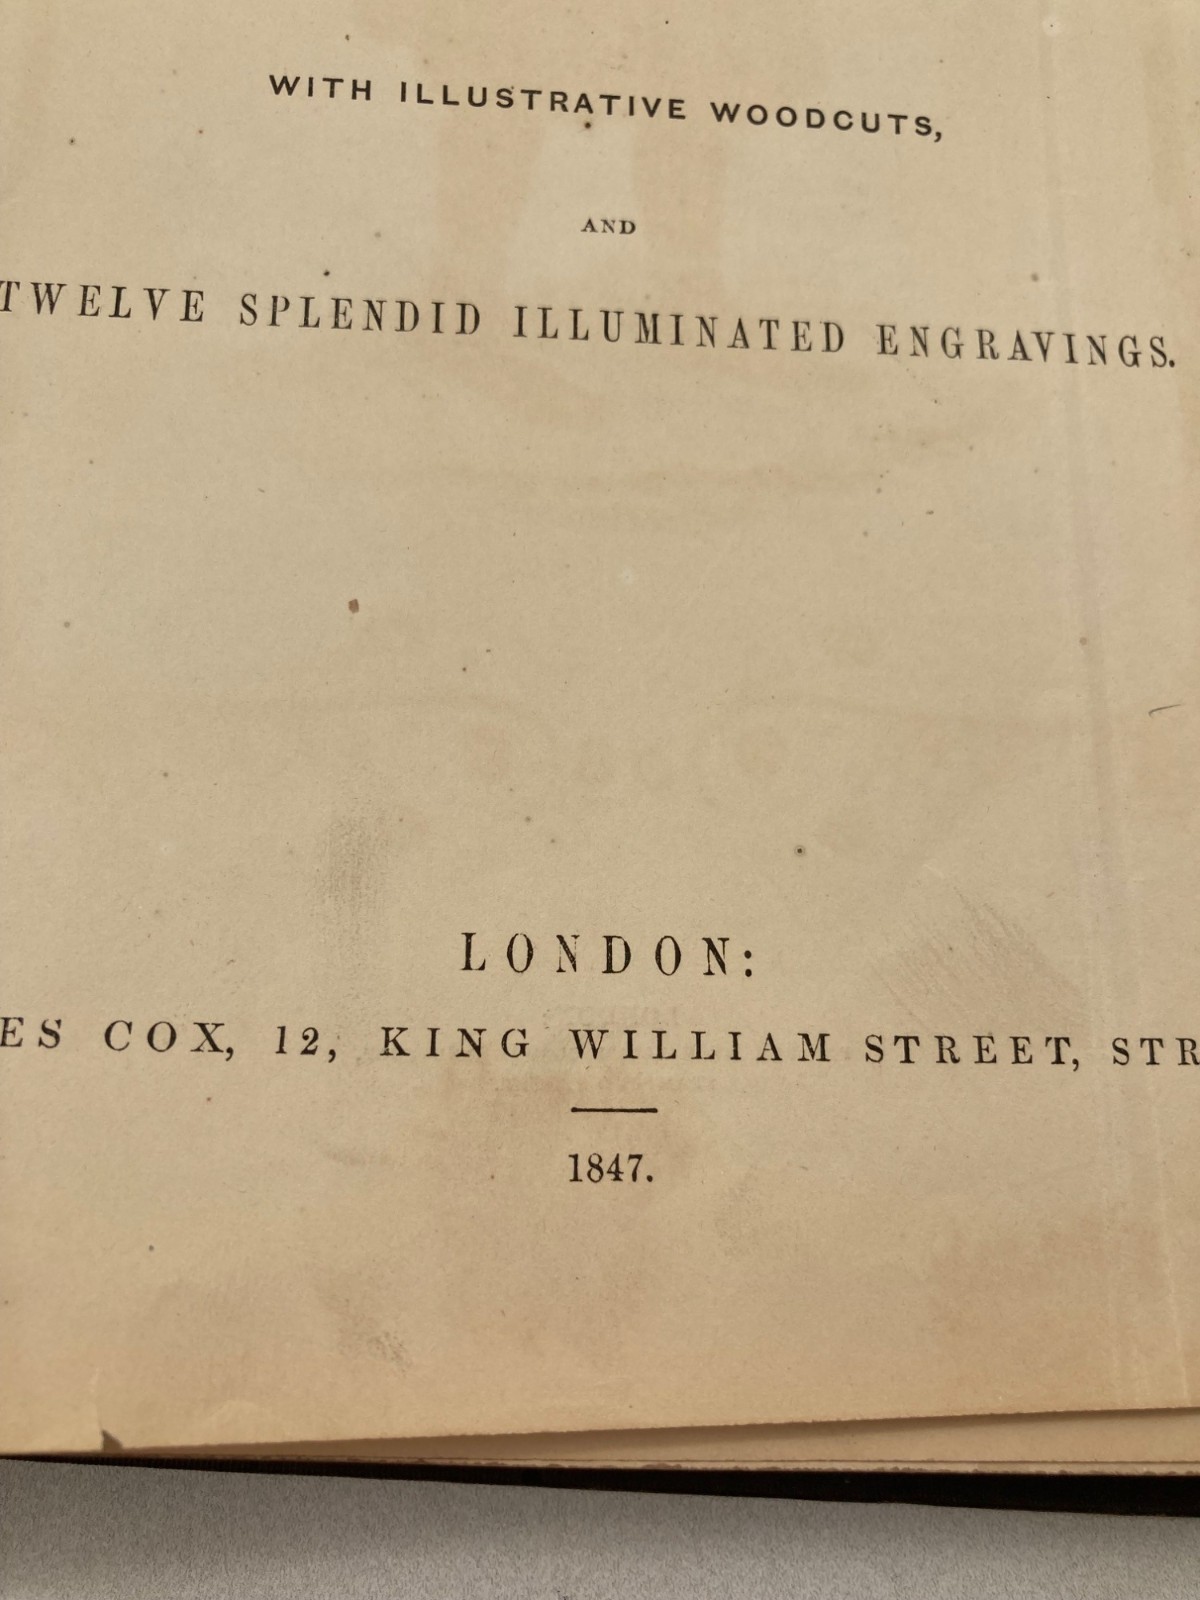 WITH ILLUSTRATIVE WOODCUTS,
AND
TWELVE SPLENDID ILLUMINATED ENGRAVINGS.
LONDON:
ES COX, 12, KING WILLIAM STREET, STR
1847.